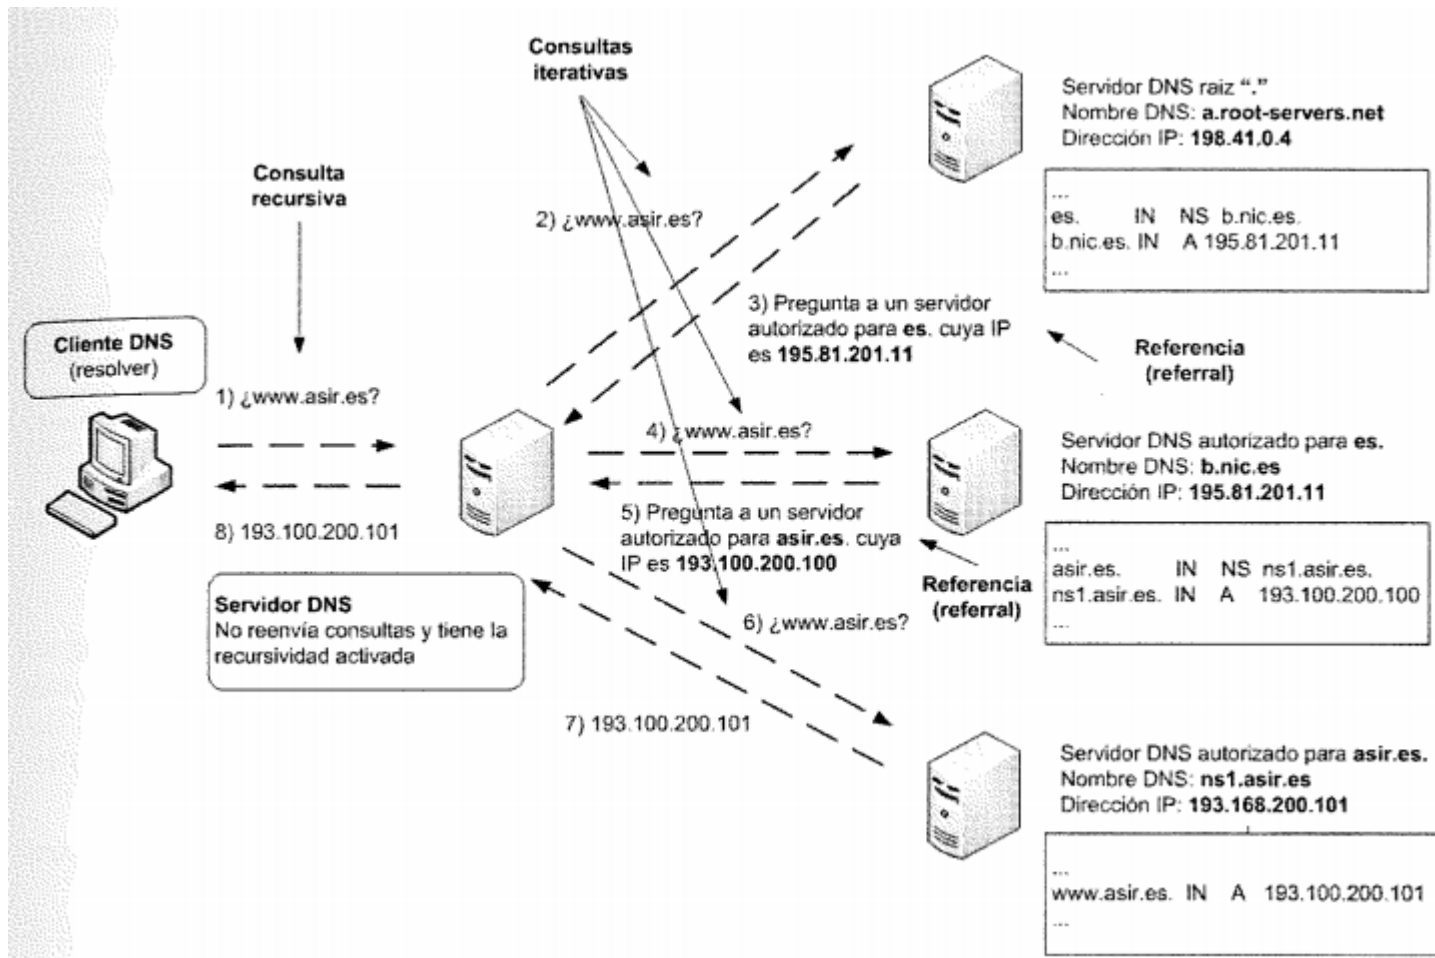 Consultas
iterativas
Servidor DNS raiz “.”
Nombre DNS: a.root-servers.net
Dirección IP: 198.41.0.4
...
es. IN NS b.nic.es.
b.nic.es. IN A 195.81.201.11
...
Consulta
recursiva
2) ¿www.asir.es?
3) Pregunta a un servidor
autorizado para es. cuya IP
es 195.81.201.11
Referencia
(referral)
Cliente DNS
(resolver)
1) ¿www.asir.es?
4) ¿www.asir.es?
Servidor DNS autorizado para es.
Nombre DNS: b.nic.es
Dirección IP: 195.81.201.11
8) 193.100.200.101
5) Pregunta a un servidor
autorizado para asir.es. cuya
IP es 193.100.200.100
...
asir.es. IN NS ns1.asir.es.
ns1.asir.es. IN A 193.100.200.100
...
Referencia
(referral)
Servidor DNS
No reenvía consultas y tiene la
recursividad activada
6) ¿www.asir.es?
7) 193.100.200.101
Servidor DNS autorizado para asir.es.
Nombre DNS: ns1.asir.es
Dirección IP: 193.168.200.101
...
www.asir.es. IN A 193.100.200.101
...